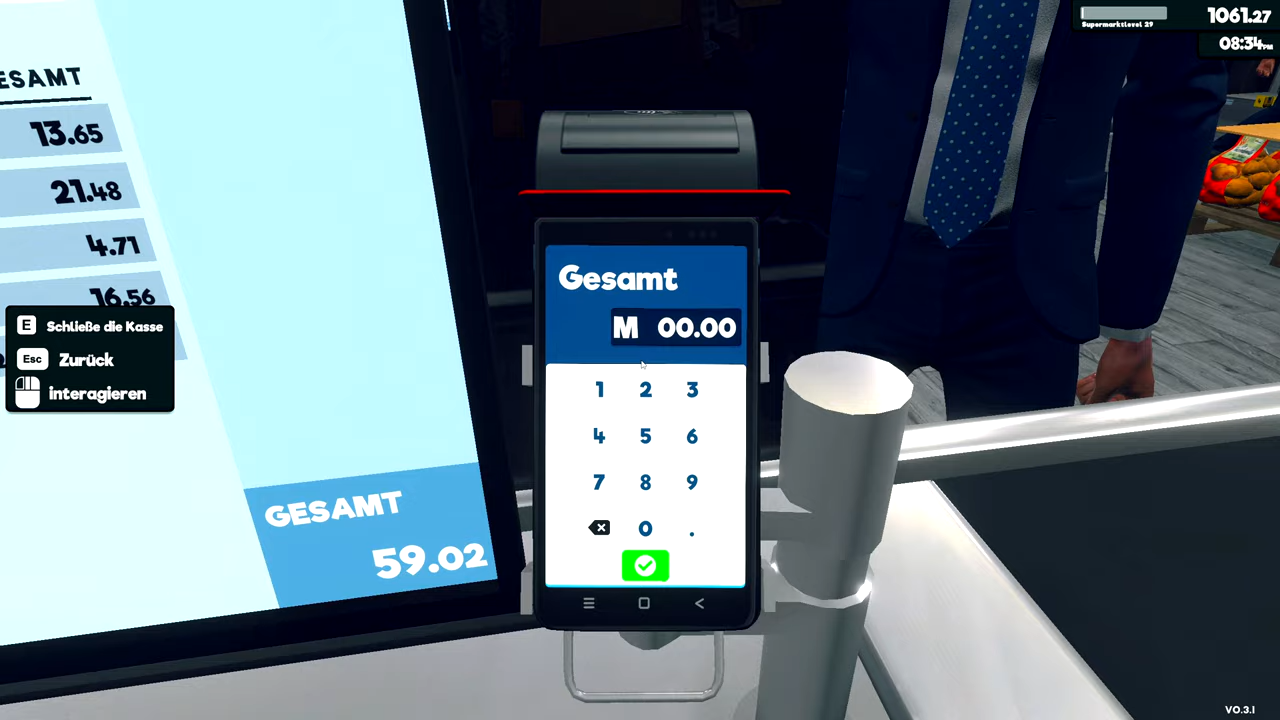 ESAMT
13.65
21.48
4.71
16.56
E Schließe die Kasse
Esc Zurück
interagieren
GESAMT
59.02
Gesamt
M 00.00
1 2 3
4 5 6
7 8 9
0 .
1061.27
Supermarktlevel 29
08:34PM
V0.3.1